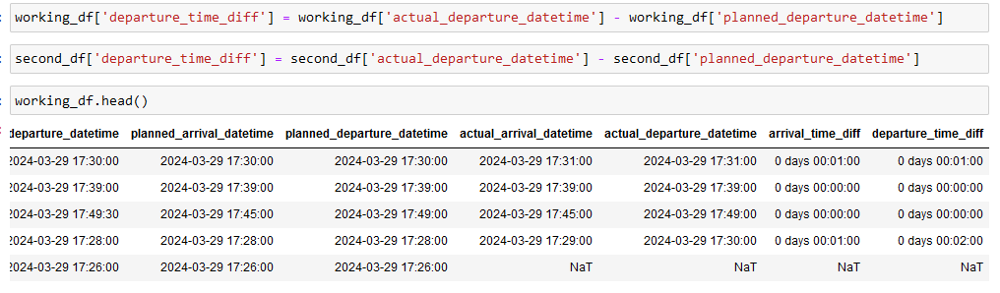 working_df['departure_time_diff'] = working_df['actual_departure_datetime'] - working_df['planned_departure_datetime']
second_df['departure_time_diff'] = second_df['actual_departure_datetime'] - second_df['planned_departure_datetime']
working_df.head()
departure_datetime planned_arrival_datetime planned_departure_datetime actual_arrival_datetime actual_departure_datetime arrival_time_diff departure_time_diff
2024-03-29 17:30:00 2024-03-29 17:30:00 2024-03-29 17:30:00 2024-03-29 17:31:00 2024-03-29 17:31:00 0 days 00:01:00 0 days 00:01:00
2024-03-29 17:39:00 2024-03-29 17:39:00 2024-03-29 17:39:00 2024-03-29 17:39:00 2024-03-29 17:39:00 0 days 00:00:00 0 days 00:00:00
2024-03-29 17:49:30 2024-03-29 17:45:00 2024-03-29 17:49:00 2024-03-29 17:45:00 2024-03-29 17:49:00 0 days 00:00:00 0 days 00:00:00
2024-03-29 17:28:00 2024-03-29 17:28:00 2024-03-29 17:28:00 2024-03-29 17:29:00 2024-03-29 17:30:00 0 days 00:01:00 0 days 00:02:00
2024-03-29 17:26:00 2024-03-29 17:26:00 2024-03-29 17:26:00 NaT NaT NaT NaT